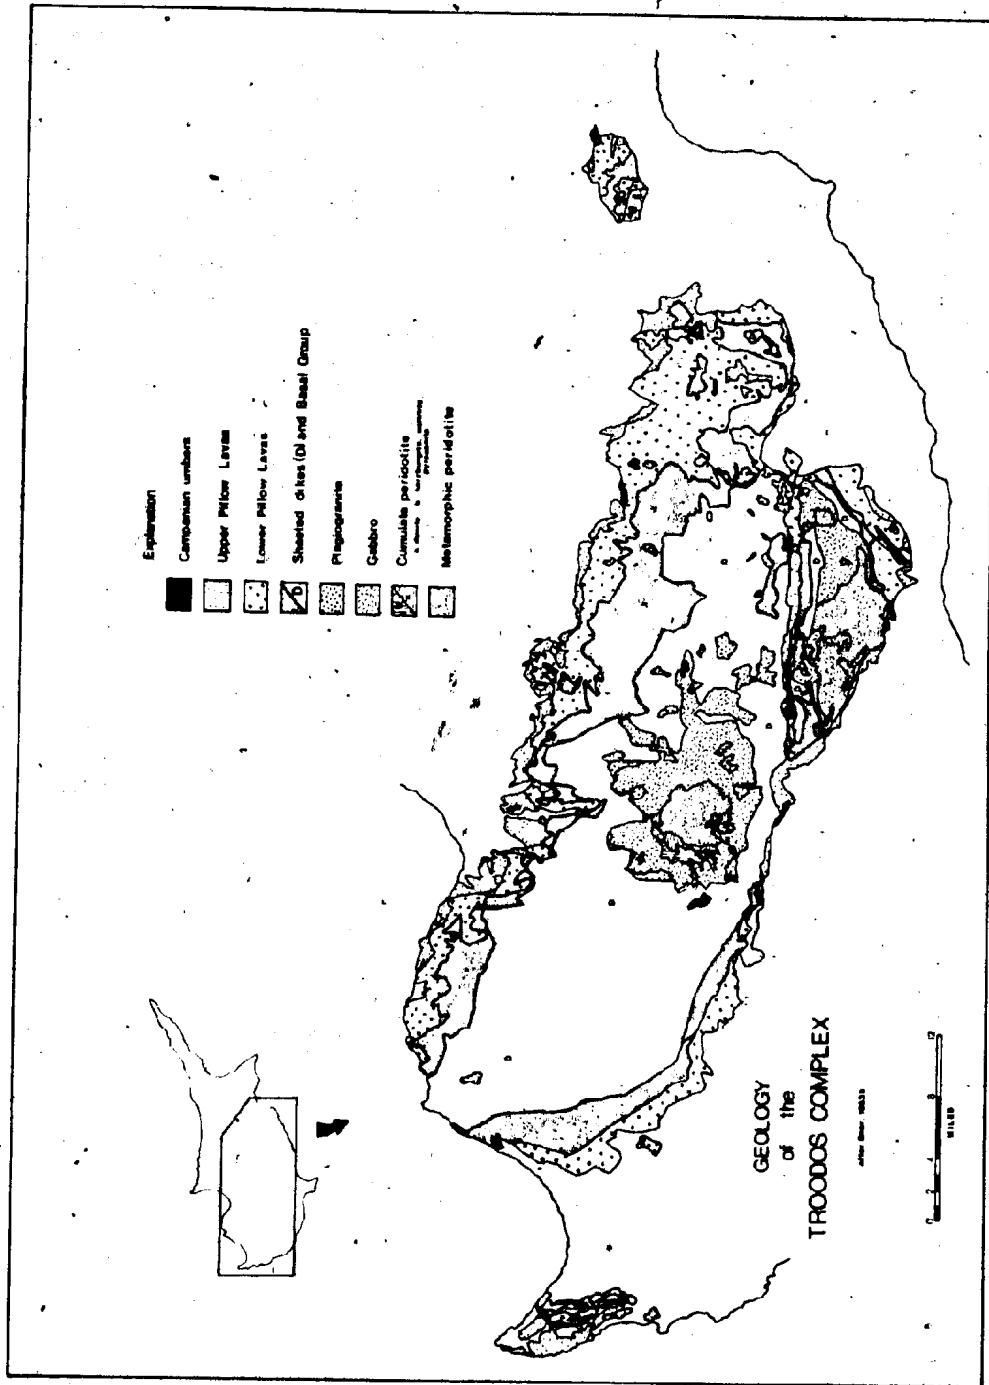 Explanation
Campanian umbers
Upper Pillow Lavas
Lower Pillow Lavas
Sheeted dikes (D) and Basal Group
Plagiogranite
Gabbro
Cumulate peridotite
Metamorphic peridotite
GEOLOGY
of the
TROODOS COMPLEX
0 2 4 8 12
MILES